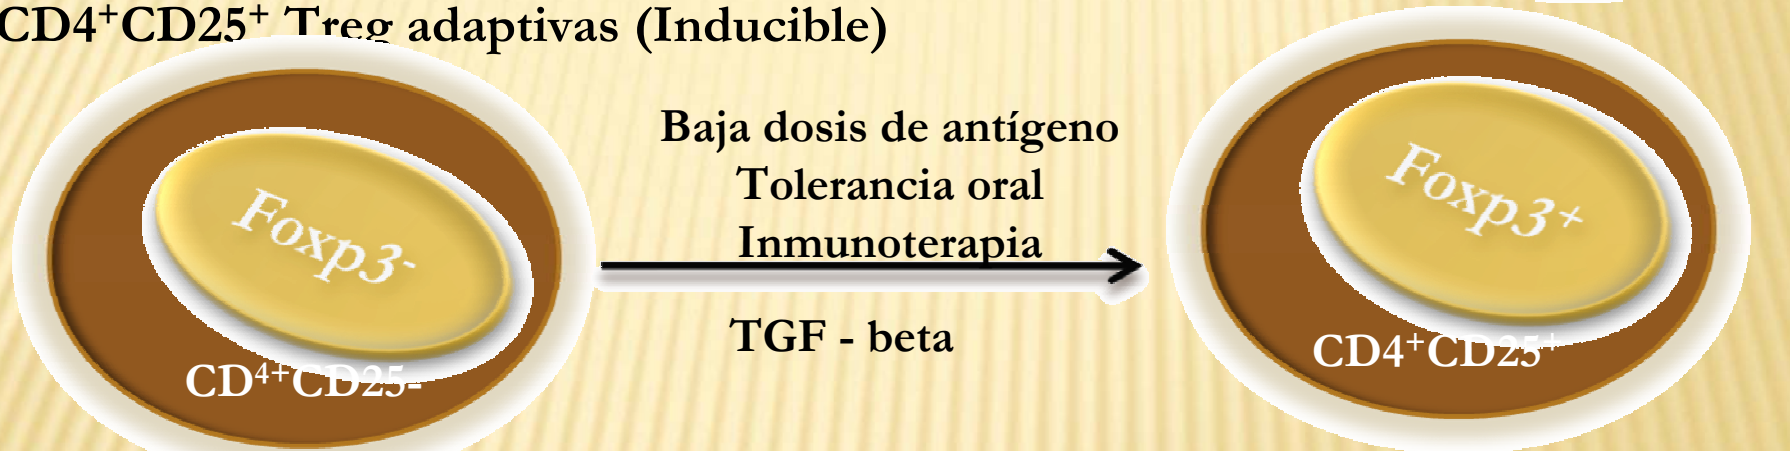 CD4⁺CD25⁺ Treg adaptivas (Inducible)
Baja dosis de antígeno
Tolerancia oral
Inmunoterapia
TGF - beta
Foxp3⁻
CD⁴⁺CD25-
Foxp3⁺
CD4⁺CD25⁺